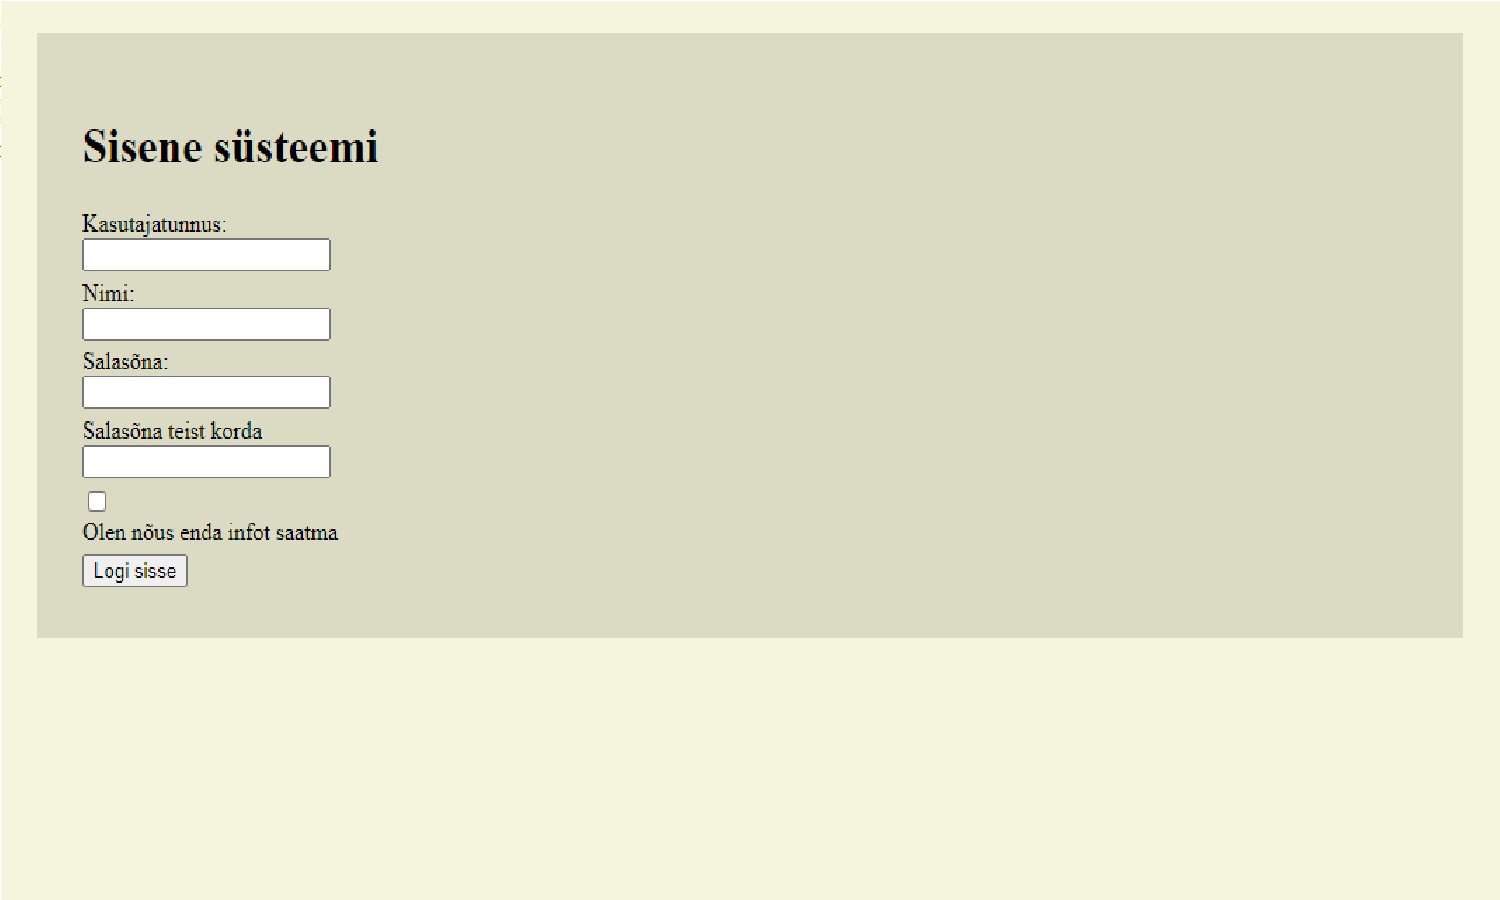 Sisene süsteemi
Kasutajatunnus:
Nimi:
Salasõna:
Salasõna teist korda
Olen nõus enda infot saatma
Logi sisse